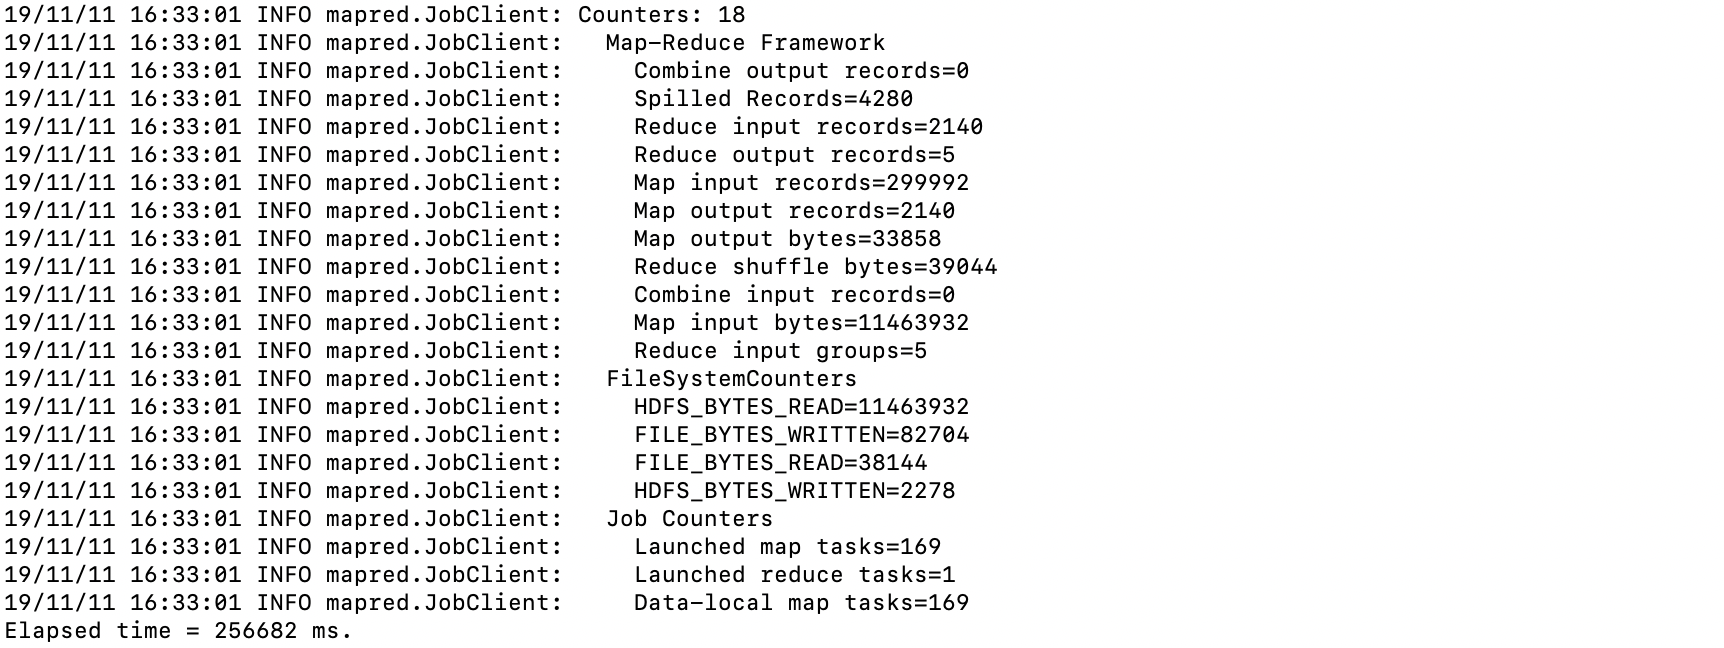 19/11/11 16:33:01 INFO mapred.JobClient: Counters: 18
19/11/11 16:33:01 INFO mapred.JobClient:   Map-Reduce Framework
19/11/11 16:33:01 INFO mapred.JobClient:     Combine output records=0
19/11/11 16:33:01 INFO mapred.JobClient:     Spilled Records=4280
19/11/11 16:33:01 INFO mapred.JobClient:     Reduce input records=2140
19/11/11 16:33:01 INFO mapred.JobClient:     Reduce output records=5
19/11/11 16:33:01 INFO mapred.JobClient:     Map input records=299992
19/11/11 16:33:01 INFO mapred.JobClient:     Map output records=2140
19/11/11 16:33:01 INFO mapred.JobClient:     Map output bytes=33858
19/11/11 16:33:01 INFO mapred.JobClient:     Reduce shuffle bytes=39044
19/11/11 16:33:01 INFO mapred.JobClient:     Combine input records=0
19/11/11 16:33:01 INFO mapred.JobClient:     Map input bytes=11463932
19/11/11 16:33:01 INFO mapred.JobClient:     Reduce input groups=5
19/11/11 16:33:01 INFO mapred.JobClient:   FileSystemCounters
19/11/11 16:33:01 INFO mapred.JobClient:     HDFS_BYTES_READ=11463932
19/11/11 16:33:01 INFO mapred.JobClient:     FILE_BYTES_WRITTEN=82704
19/11/11 16:33:01 INFO mapred.JobClient:     FILE_BYTES_READ=38144
19/11/11 16:33:01 INFO mapred.JobClient:     HDFS_BYTES_WRITTEN=2278
19/11/11 16:33:01 INFO mapred.JobClient:   Job Counters
19/11/11 16:33:01 INFO mapred.JobClient:     Launched map tasks=169
19/11/11 16:33:01 INFO mapred.JobClient:     Launched reduce tasks=1
19/11/11 16:33:01 INFO mapred.JobClient:     Data-local map tasks=169
Elapsed time = 256682 ms.